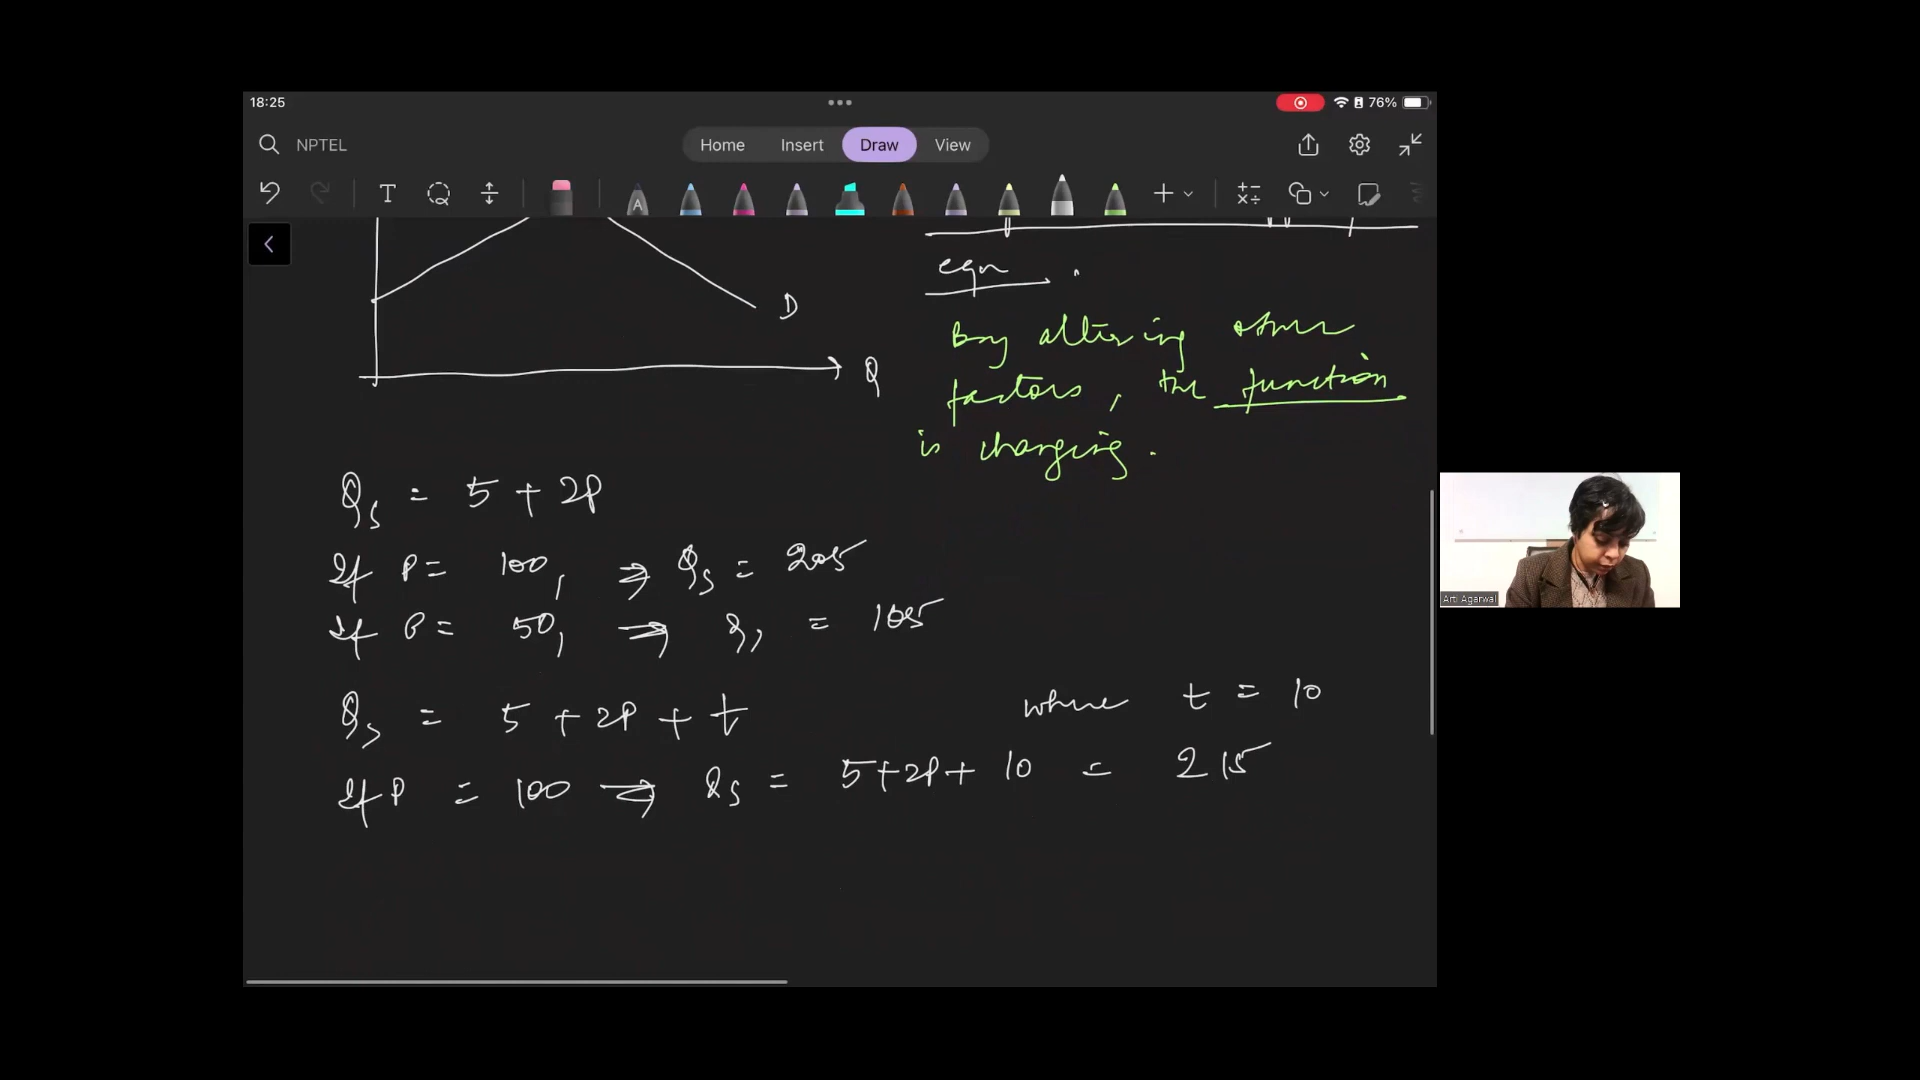 18:25
76%
NPTEL
Home Insert Draw View
T
A
D
Q
eqn .
By altering other
factors, the function
is changing.
Qs = 5 + 2P
If P = 100, ⇒ Qs = 205
If P = 50, ⇒ Qs = 105
Qs = 5 + 2P + t where t = 10
If P = 100 ⇒ Qs = 5+2P+ 10 = 215
Arti Agarwal